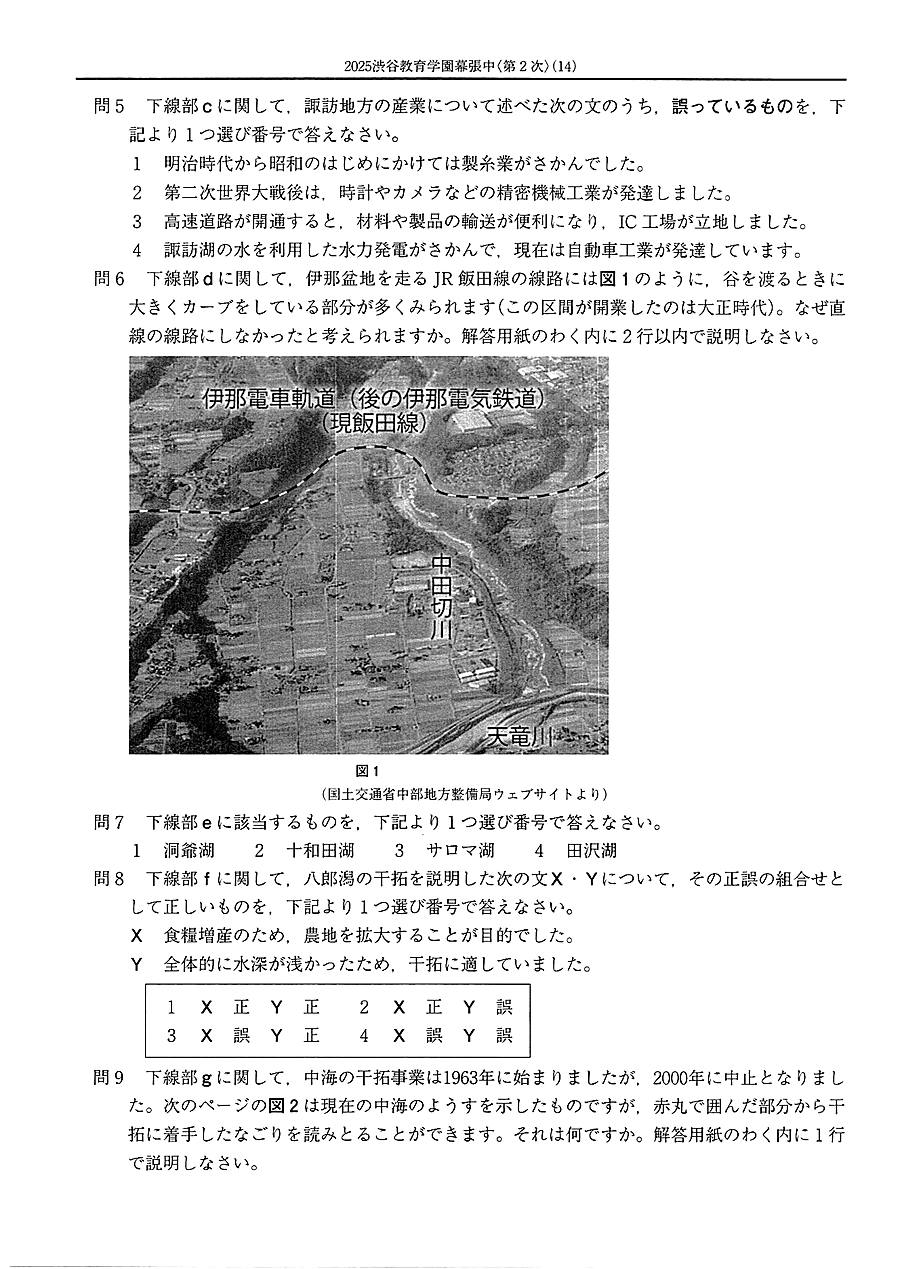 2025渋谷教育学園幕張中〈第2次〉(14)
問5 下線部cに関して，諏訪地方の産業について述べた次の文のうち，誤っているものを，下
記より1つ選び番号で答えなさい。
1 明治時代から昭和のはじめにかけては製糸業がさかんでした。
2 第二次世界大戦後は，時計やカメラなどの精密機械工業が発達しました。
3 高速道路が開通すると，材料や製品の輸送が便利になり，IC工場が立地しました。
4 諏訪湖の水を利用した水力発電がさかんで，現在は自動車工業が発達しています。
問6 下線部dに関して，伊那盆地を走るJR飯田線の線路には図1のように，谷を渡るときに
大きくカーブをしている部分が多くみられます(この区間が開業したのは大正時代)。なぜ直
線の線路にしなかったと考えられますか。解答用紙のわく内に2行以内で説明しなさい。
伊那電車軌道（後の伊那電気鉄道）
（現飯田線）
中田切川
天竜川
図1
（国土交通省中部地方整備局ウェブサイトより）
問7 下線部eに該当するものを，下記より1つ選び番号で答えなさい。
1 洞爺湖 2 十和田湖 3 サロマ湖 4 田沢湖
問8 下線部fに関して，八郎潟の干拓を説明した次の文X・Yについて，その正誤の組合せと
して正しいものを，下記より1つ選び番号で答えなさい。
X 食糧増産のため，農地を拡大することが目的でした。
Y 全体的に水深が浅かったため，干拓に適していました。
1 X 正 Y 正 2 X 正 Y 誤
3 X 誤 Y 正 4 X 誤 Y 誤
問9 下線部gに関して，中海の干拓事業は1963年に始まりましたが，2000年に中止となりまし
た。次のページの図2は現在の中海のようすを示したものですが，赤丸で囲んだ部分から干
拓に着手したなごりを読みとることができます。それは何ですか。解答用紙のわく内に1行
で説明しなさい。